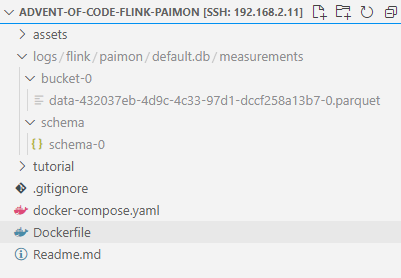 ADVENT-OF-CODE-FLINK-PAIMON [SSH: 192.168.2.11]
assets
logs/flink/paimon/default.db/measurements
bucket-0
data-432037eb-4d9c-4c33-97d1-dccf258a13b7-0.parquet
schema
{} schema-0
tutorial
.gitignore
docker-compose.yaml
Dockerfile
Readme.md